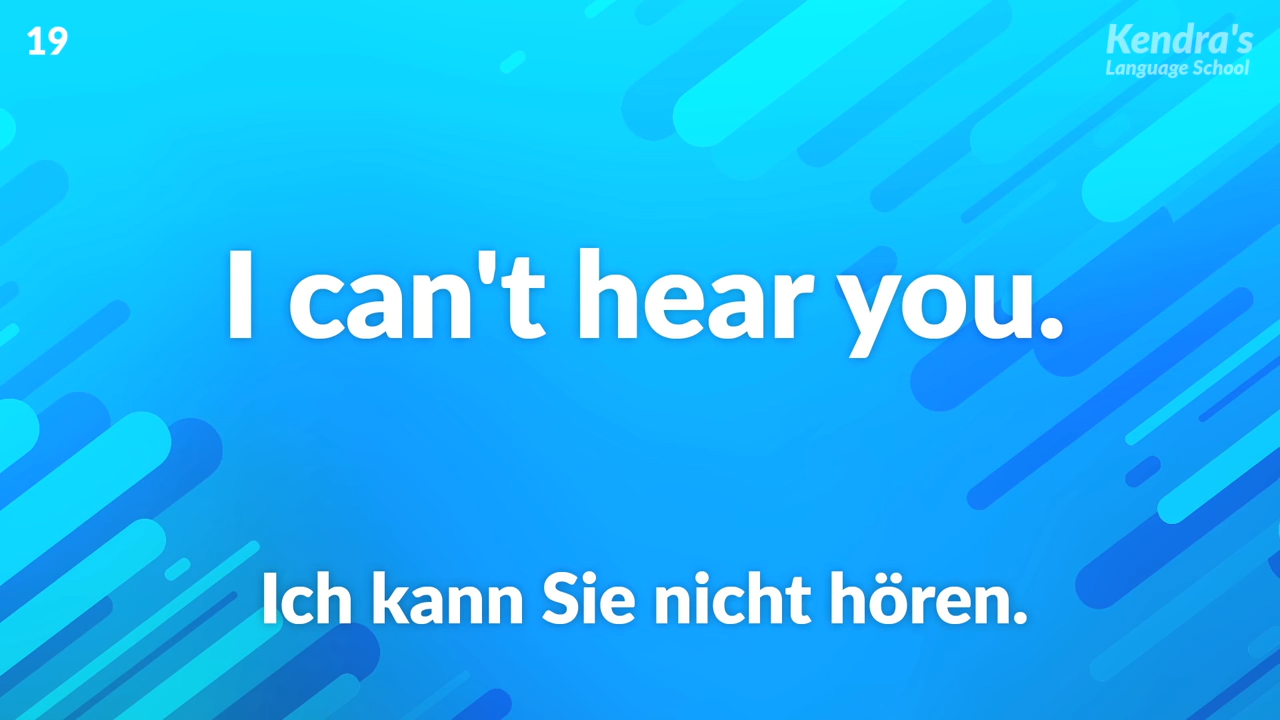 19
Kendra's
Language School
I can't hear you.
Ich kann Sie nicht hören.